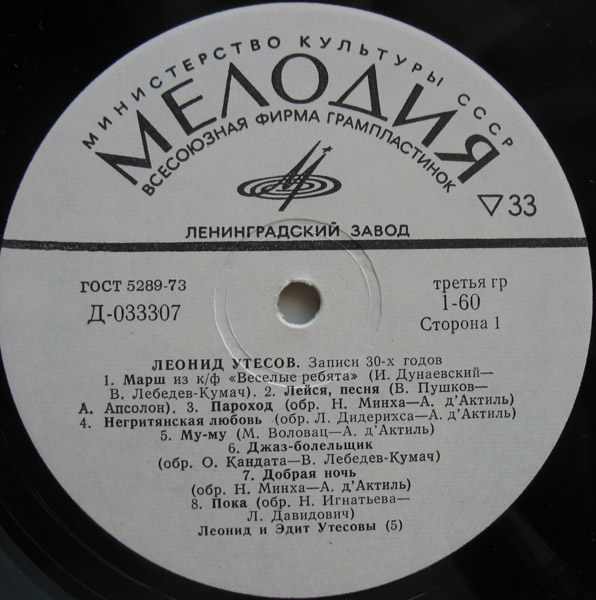 МИНИСТЕРСТВО КУЛЬТУРЫ СССР
МЕЛОДИЯ
ВСЕСОЮЗНАЯ ФИРМА ГРАМПЛАСТИНОК
▽33
ЛЕНИНГРАДСКИЙ ЗАВОД
ГОСТ 5289-73
Д-033307
третья гр
1-60
Сторона 1
ЛЕОНИД УТЕСОВ. Записи 30-х годов
1. Марш из к/ф «Веселые ребята» (И. Дунаевский—
В. Лебедев-Кумач). 2. Лейся, песня (В. Пушков—
А. Апсолон). 3. Пароход (обр. Н. Минха—А. д'Актиль)
4. Негритянская любовь (обр. Л. Дидерихса—А. д'Актиль)
5. Му-му (М. Воловац—А. д'Актиль)
6. Джаз-болельщик
(обр. О. Кандата—В. Лебедев-Кумач)
7. Добрая ночь
(обр. Н. Минха—А. д'Актиль)
8. Пока (обр. Н. Игнатьева—
Л. Давидович)
Леонид и Эдит Утесовы (5)